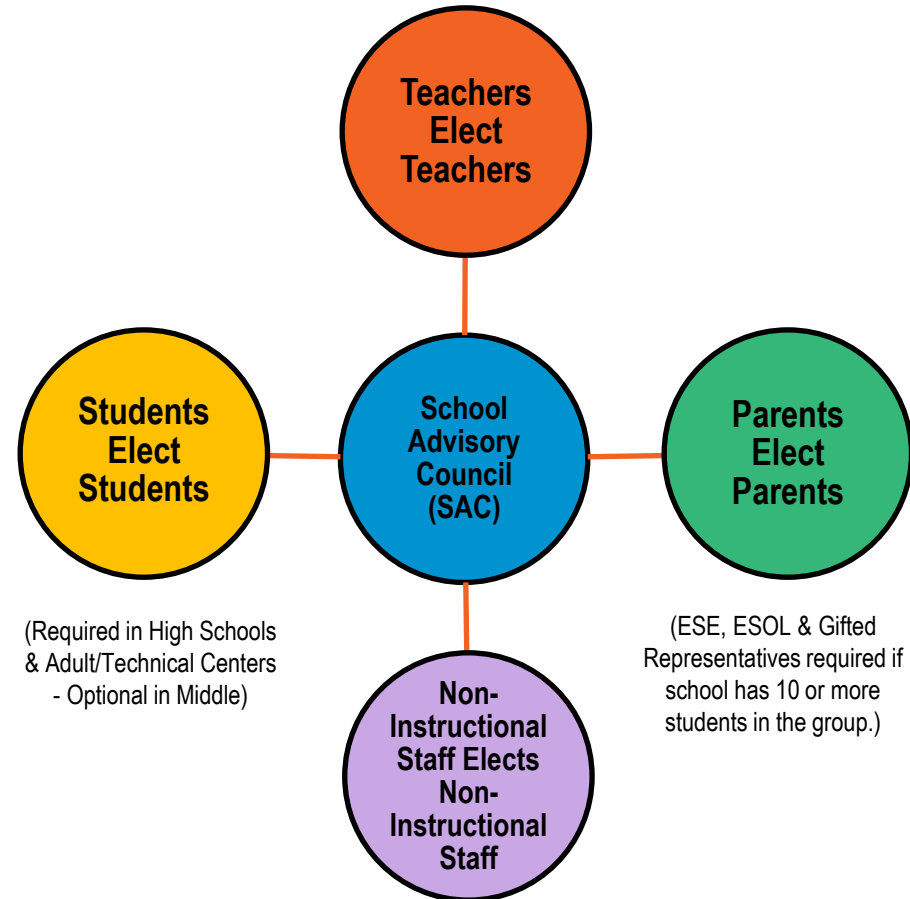 Teachers
Elect
Teachers
Students
Elect
Students
School
Advisory
Council
(SAC)
Parents
Elect
Parents
(Required in High Schools
& Adult/Technical Centers
- Optional in Middle)
(ESE, ESOL & Gifted
Representatives required if
school has 10 or more
students in the group.)
Non-
Instructional
Staff Elects
Non-
Instructional
Staff